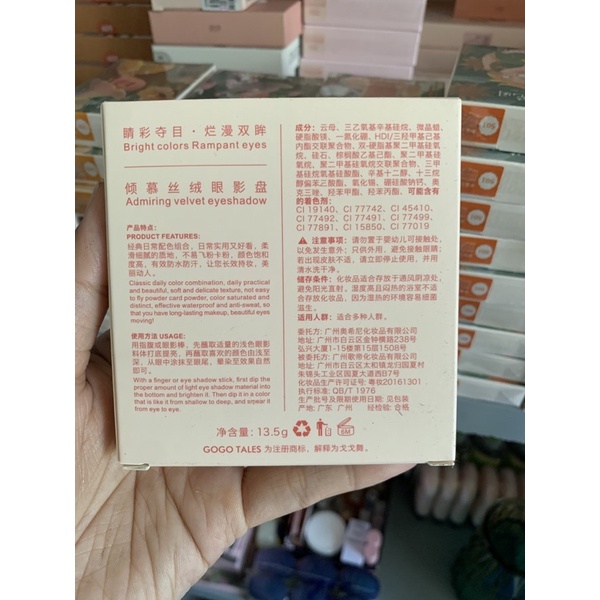 睛彩夺目·烂漫双眸
Bright colors Rampant eyes
倾慕丝绒眼影盘
Admiring velvet eyeshadow
产品特点:
PRODUCT FEATURES:
经典日常配色组合,日常实用又好看,柔
滑细腻的质地,不易飞粉卡粉,颜色饱和
度高,有效防水防汗,让您长效持妆,美
丽动人。
Classic daily color combination, daily practical
and beautiful, soft and delicate texture, not easy
to fly powder card powder, color saturated and
distinct, effective waterproof and anti-sweat, so
that you have long-lasting makeup, beautiful eyes
moving!
使用方法 USAGE:
用指腹或眼影棒,先蘸取适量的浅色眼影
料体打底提亮,再蘸取喜欢的颜色由浅至
深,从眼中涂抹至眼尾,晕染至效果自然
即可。
With a finger or eye shadow stick, first dip the
proper amount of light eye shadow material into
the bottom and brighten it. Then dip it in a color
that is like it from shallow to deep, and smear it
from eye to eye.
成分:云母、三乙氧基辛基硅烷、微晶蜡、
硬脂酸镁、一氮化硼、HDI/三羟甲基己
内酯交联聚合物、双-硬脂基聚二甲基硅氧
烷、硅石、棕榈酸乙基己酯、聚二甲基硅
氧烷、聚二甲基硅氧烷交联聚合物、三甲
基硅烷氧基硅酸酯、辛基十二醇、十三烷
醇偏苯三酸酯、氧化锡、硼硅酸钠钙、奥
克三唑、羟苯甲酯、羟苯丙酯。可能含有
的着色剂:
CI 19140、CI 77742、CI 45410、
CI 77492、CI 77491、CI 77499、
CI 77891、CI 15850、CI 77019
注意事项:请勿置于婴幼儿可接触处,
以免发生意外;只供外用,避免接触眼睛;
若出现皮肤不适,请立即停止使用,并用
清水洗干净。
储存条件:化妆品适合存放于通风阴凉处,
避免阳光直射。湿度高且闷热的浴室不适
合存放化妆品,因为湿热的环境容易细菌
滋生。
适用人群:适合多种人群。
委托方:广州奥希尼化妆品有限公司
地址:广州市白云区金钟横路238号
弘兴大厦1-15楼第15层1508号
被委托方:广州歌帝化妆品有限公司
地址:广州市白云区太和镇龙归园夏村
朱锡头工业区园夏大道西B7号
化妆品生产许可证号:粤妆20161301
执行标准:QB/T 1976
生产批号及限期使用日期:见包装
产地:广东 广州 经检验:合格
净含量:13.5g
6M
GOGO TALES 为注册商标,解释为戈戈舞。